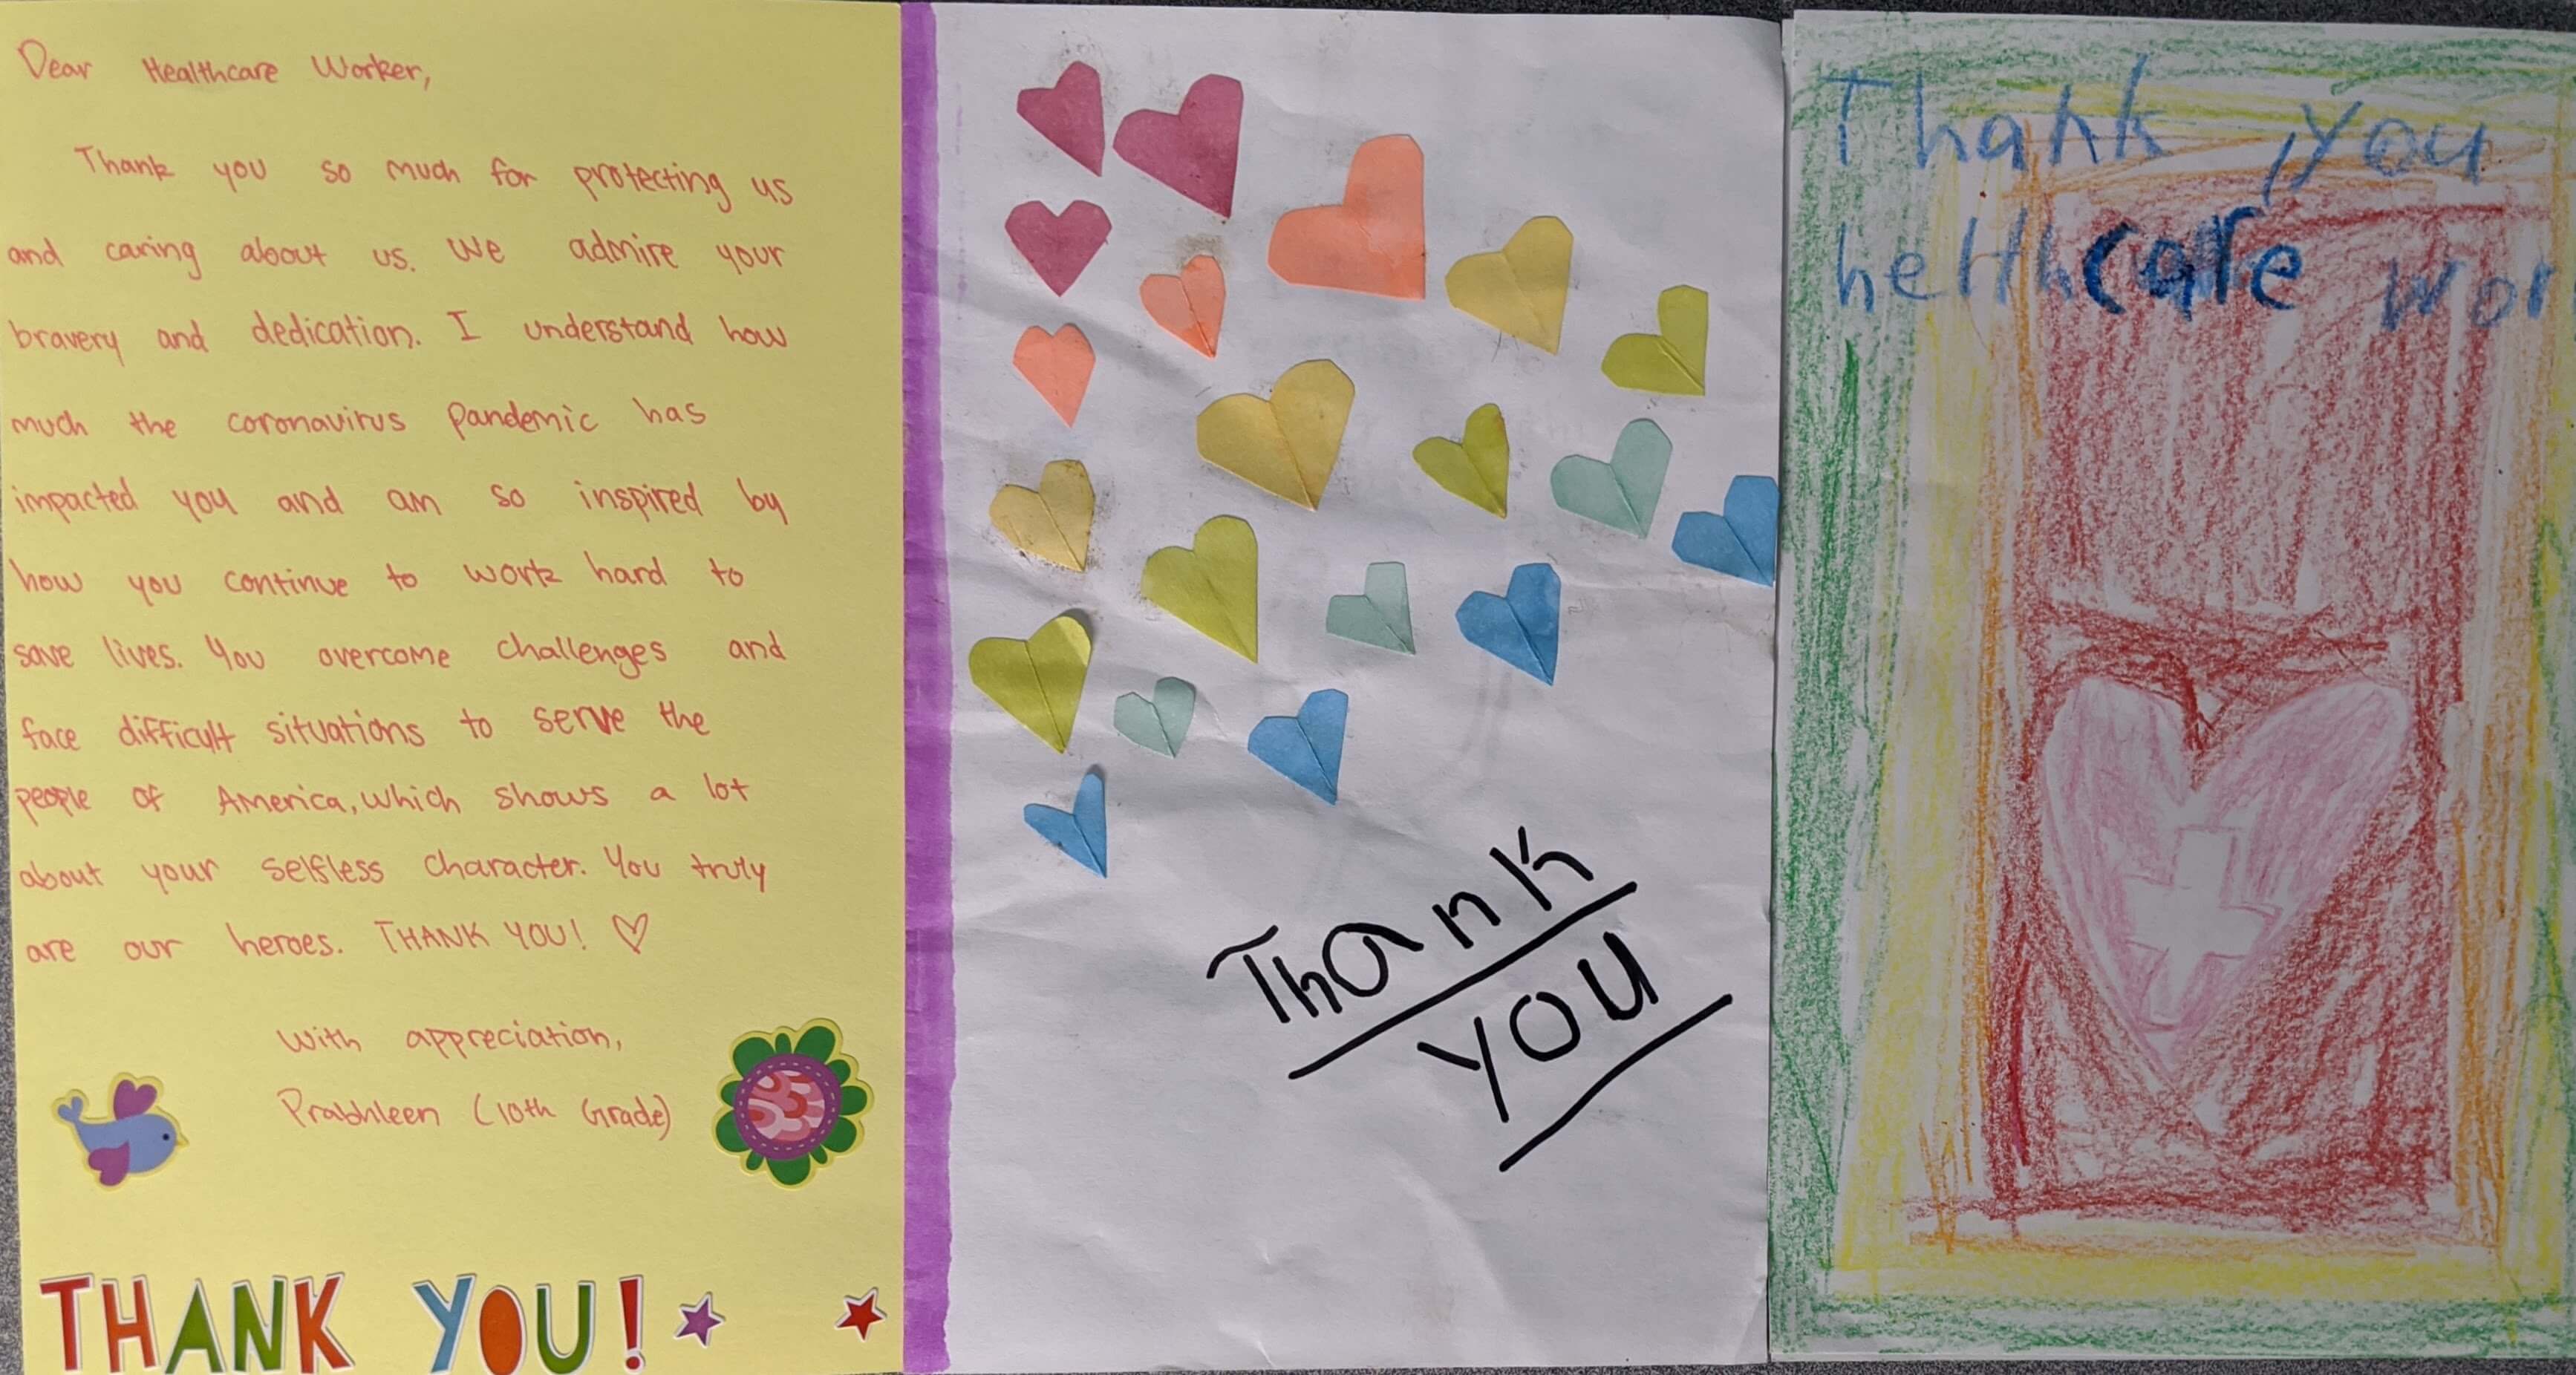 Dear Healthcare Worker,
Thank you so much for protecting us
and caring about us. We admire your
bravery and dedication. I understand how
much the coronavirus pandemic has
impacted you and am so inspired by
how you continue to work hard to
save lives. You overcome challenges and
face difficult situations to serve the
people of America, which shows a lot
about your selfless character. You truly
are our heroes. THANK YOU! ♡
With appreciation,
Prabhleen (10th Grade)
THANK YOU!
Thank
you
Thank you
helthcare wor